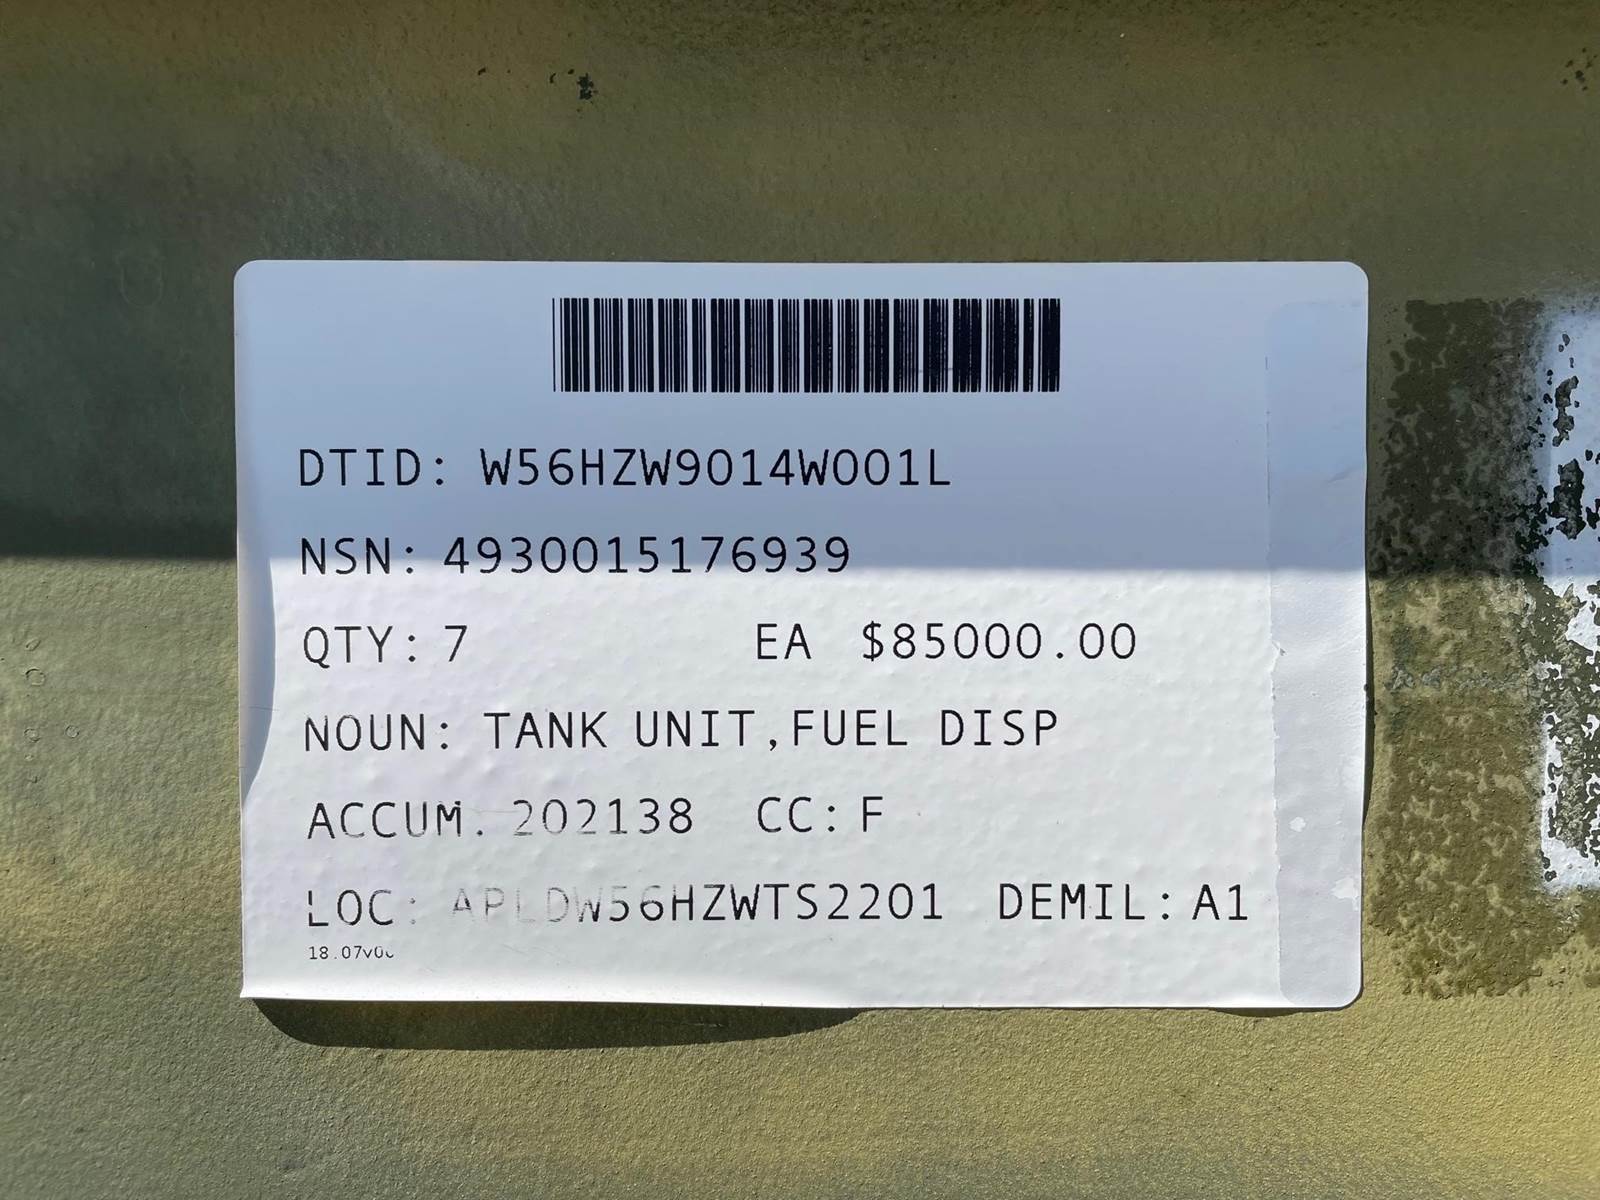 DTID: W56HZW9014W001L
NSN: 4930015176939
QTY: 7 EA $85000.00
NOUN: TANK UNIT,FUEL DISP
ACCUM. 202138 CC: F
LOC: APLDW56HZWTS2201 DEMIL: A1